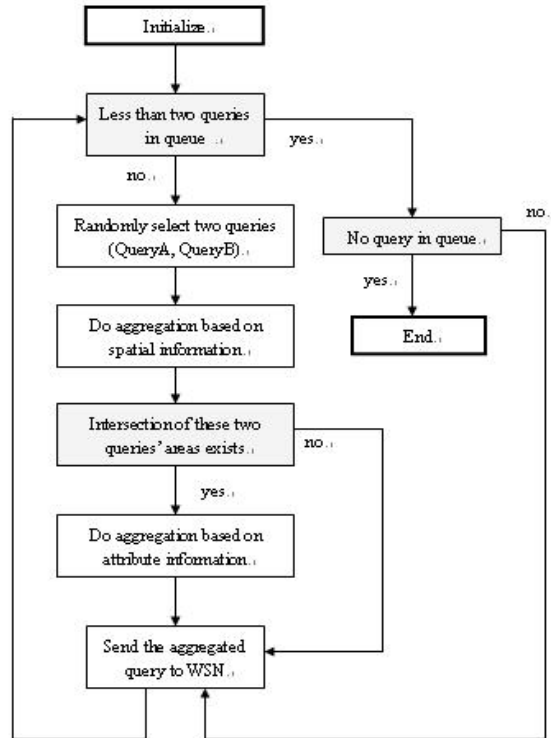 Initialize.
Less than two queries
in queue
yes.
no.
Randomly select two queries
(QueryA, QueryB).
No query in queue.
no.
yes.
Do aggregation based on
spatial information.
End.
Intersection of these two
queries' areas exists.
no.
yes.
Do aggregation based on
attribute information.
Send the aggregated
query to WSN.